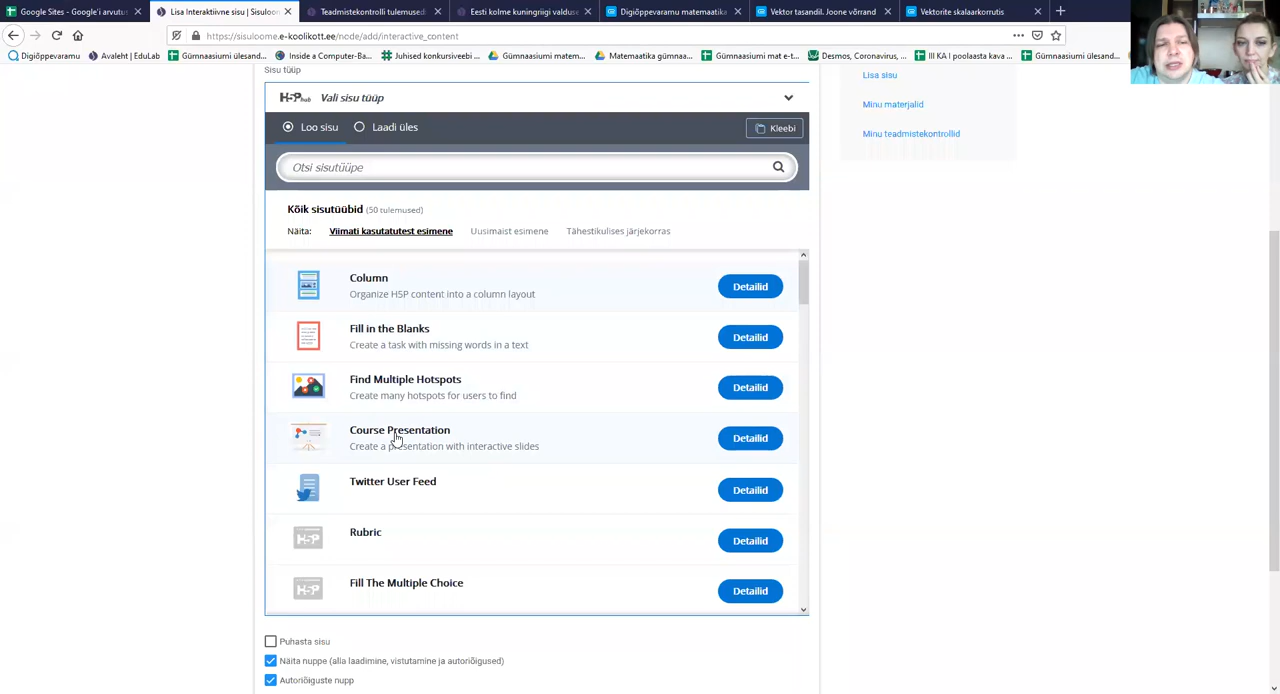 Google Sites - Google'i arvutu
Lisa Interaktiivne sisu | Sisuloon
Teadmistekontrolli tulemused
Eesti kolme kuningriigi valdus
Digiõppevaramu matemaatika
Vektor tasandil. Joone võrrand
Vektorite skalaarkorrutis
https://sisuloome.e-koolikott.ee/node/add/interactive_content
Digiõppevaramu
Avaleht | EduLab
Gümnaasiumi ülesand...
Inside a Computer-Ba...
Juhised konkursiveebi...
Gümnaasiumi matem...
Matemaatika gümnaa...
Gümnaasiumi mat e-t...
Desmos, Coronavirus, ...
III KA I poolaasta kava ...
Gümnaasiumi ülesand...
Sisu tüüp
H5P hub Vali sisu tüüp
Loo sisu Laadi üles Kleebi
Otsi sisutüüpe
Kõik sisutüübid (50 tulemused)
Näita: Viimati kasutatutest esimene Uusimaist esimene Tähestikulises järjekorras
Column
Organize H5P content into a column layout
Detailid
Fill in the Blanks
Create a task with missing words in a text
Detailid
Find Multiple Hotspots
Create many hotspots for users to find
Detailid
Course Presentation
Create a presentation with interactive slides
Detailid
Twitter User Feed
Detailid
H5P
Rubric
Detailid
H5P
Fill The Multiple Choice
Detailid
Puhasta sisu
Näita nuppe (alla laadimine, vistutamine ja autoriõigused)
Autoriõiguste nupp
Lisa sisu
Minu materjalid
Minu teadmistekontrollid